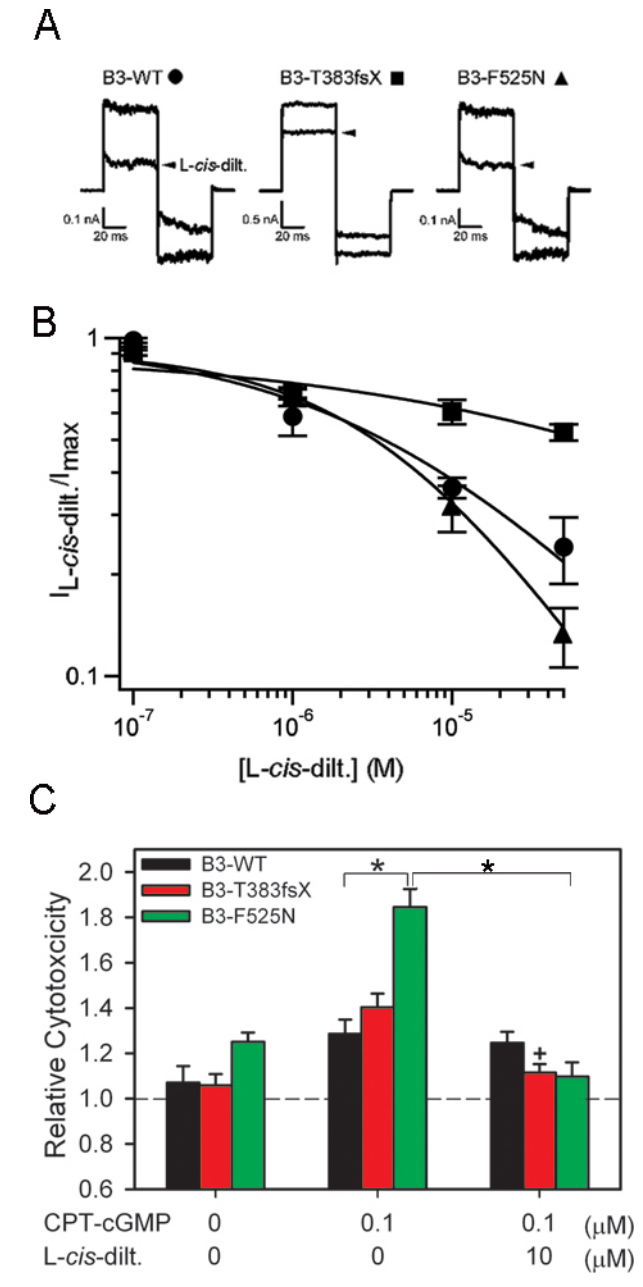 A
B3-WT ● B3-T383fsX ■ B3-F525N ▲
L-cis-dilt.
0.1 nA 0.5 nA 0.1 nA
20 ms 20 ms 20 ms
B
1
0.1
I L-cis-dilt./Imax
10-7 10-6 10-5
[L-cis-dilt.] (M)
C
B3-WT
B3-T383fsX
B3-F525N
* *
+
2.0
1.8
1.6
1.4
1.2
1.0
0.8
0.6
Relative Cytotoxcicity
CPT-cGMP 0 0.1 0.1 (μM)
L-cis-dilt. 0 0 10 (μM)